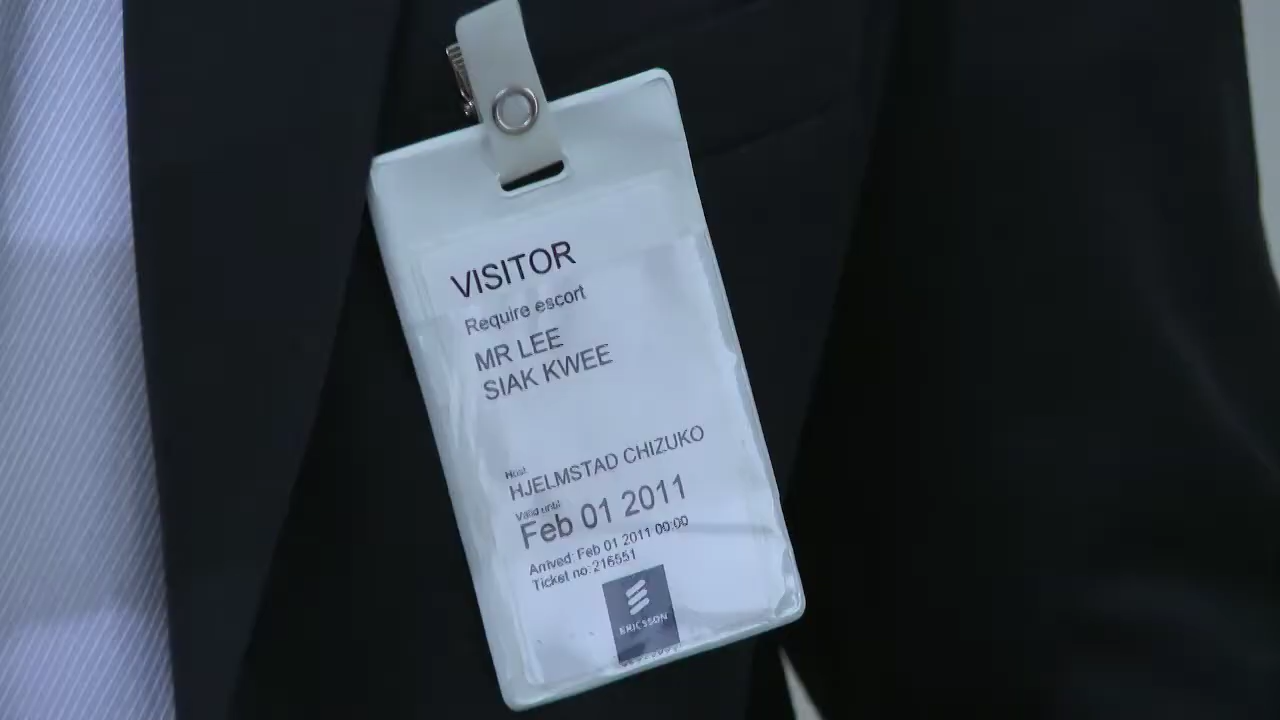 VISITOR
Require escort
MR LEE
SIAK KWEE
Host
HJELMSTAD CHIZUKO
Valid until
Feb 01 2011
Arrived: Feb 01 2011 00:00
Ticket no: 216551
ERICSSON